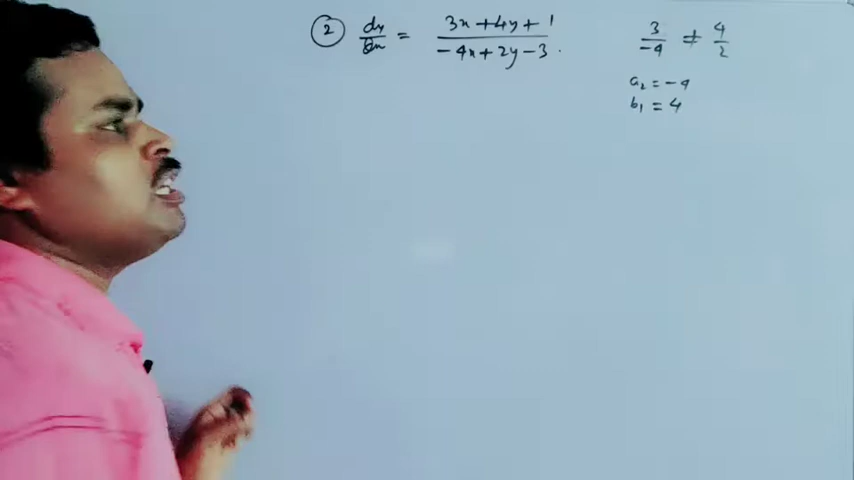 ② dy/dx = (3x+4y+1)/(-4x+2y-3).
3/-4 ≠ 4/2
a₂ = -4
b₁ = 4